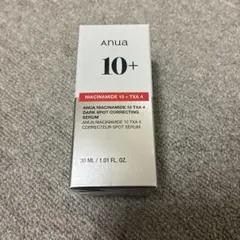 Anua
10+
NIACINAMIDE 10 + TXA 4
ANUA NIACINAMIDE 10 TXA 4
DARK SPOT CORRECTING
SERUM
ANUA NIACINAMIDE 10 TXA 4
CORRECTEUR SPOT SERUM
30 ML / 1.01 FL. OZ.